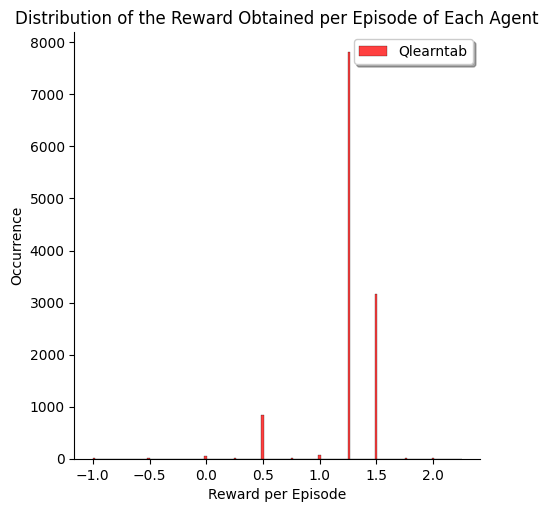 Distribution of the Reward Obtained per Episode of Each Agent
Qlearntab
8000
7000
6000
5000
4000
3000
2000
1000
0
Occurrence
−1.0 −0.5 0.0 0.5 1.0 1.5 2.0
Reward per Episode